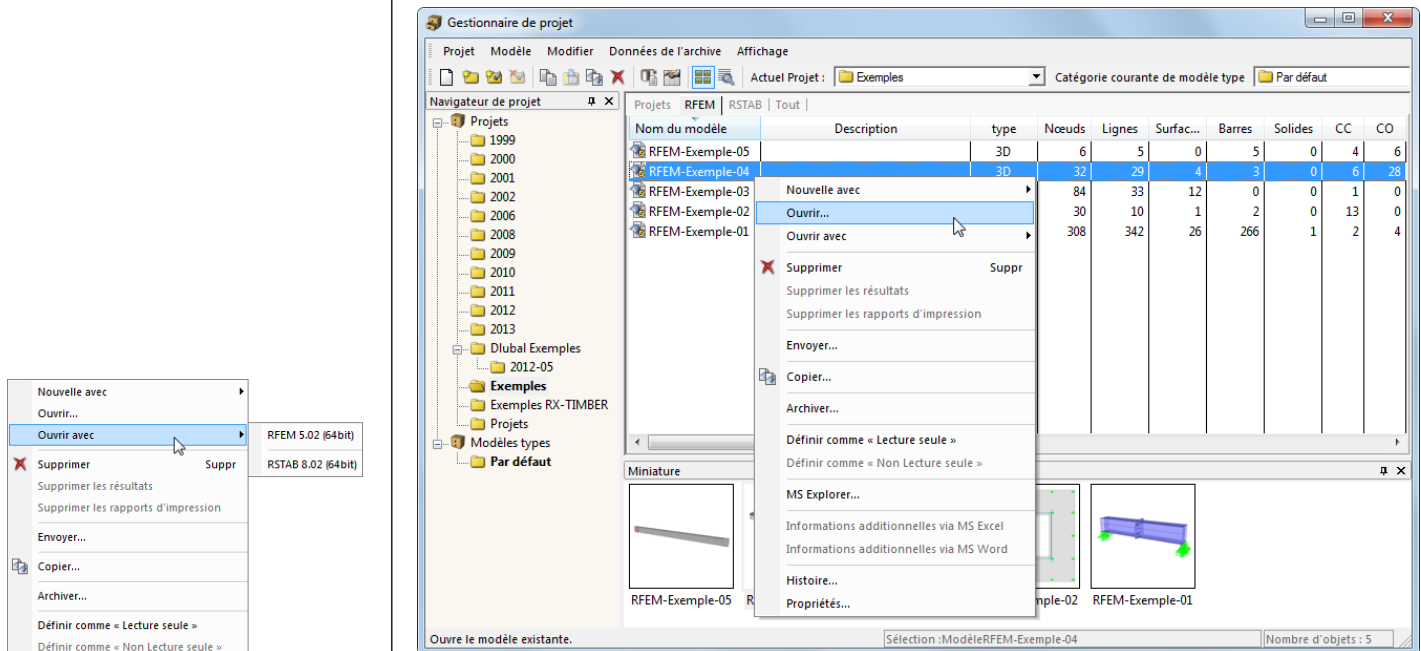 Nouvelle avec
Ouvrir...
Ouvrir avec
RFEM 5.02 (64bit)
Supprimer Suppr
RSTAB 8.02 (64bit)
Supprimer les résultats
Supprimer les rapports d'impression
Envoyer...
Copier...
Archiver...
Définir comme « Lecture seule »
Définir comme « Non Lecture seule »
Gestionnaire de projet
Projet Modèle Modifier Données de l'archive Affichage
Actuel Projet : Exemples Catégorie courante de modèle type Par défaut
Navigateur de projet
Projets
1999
2000
2001
2002
2006
2008
2009
2010
2011
2012
2013
Dlubal Exemples
2012-05
Exemples
Exemples RX-TIMBER
Projets
Modèles types
Par défaut
Projets RFEM RSTAB Tout
Nom du modèle Description type Nœuds Lignes Surfac... Barres Solides CC CO
RFEM-Exemple-05 3D 6 5 0 5 0 4 6
RFEM-Exemple-04 3D 32 29 4 3 0 6 28
RFEM-Exemple-03 84 33 12 0 0 1 0
RFEM-Exemple-02 30 10 1 2 0 13 0
RFEM-Exemple-01 308 342 26 266 1 2 4
Nouvelle avec
Ouvrir...
Ouvrir avec
Supprimer Suppr
Supprimer les résultats
Supprimer les rapports d'impression
Envoyer...
Copier...
Archiver...
Définir comme « Lecture seule »
Définir comme « Non Lecture seule »
MS Explorer...
Informations additionnelles via MS Excel
Informations additionnelles via MS Word
Histoire...
Propriétés...
Miniature
RFEM-Exemple-05 R mple-02 RFEM-Exemple-01
Ouvre le modèle existante.
Sélection :ModèleRFEM-Exemple-04
Nombre d'objets : 5